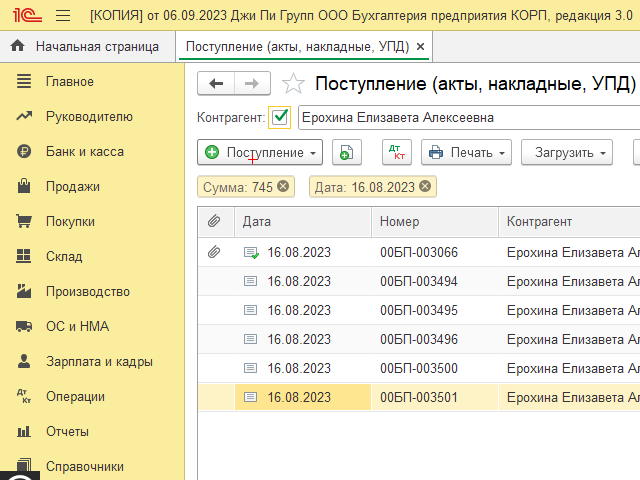 1С [КОПИЯ] от 06.09.2023 Джи Пи Групп ООО Бухгалтерия предприятия КОРП, редакция 3.0
Начальная страница Поступление (акты, накладные, УПД) ×
Главное
Руководителю
Банк и касса
Продажи
Покупки
Склад
Производство
ОС и НМА
Зарплата и кадры
Дт Кт Операции
Отчеты
Справочники
Поступление (акты, накладные, УПД)
Контрагент: Ерохина Елизавета Алексеевна
Поступление Дт Кт Печать Загрузить
Сумма: 745 Дата: 16.08.2023
Дата Номер Контрагент
16.08.2023 00БП-003066 Ерохина Елизавета Ал
16.08.2023 00БП-003494 Ерохина Елизавета Ал
16.08.2023 00БП-003495 Ерохина Елизавета Ал
16.08.2023 00БП-003496 Ерохина Елизавета Ал
16.08.2023 00БП-003500 Ерохина Елизавета Ал
16.08.2023 00БП-003501 Ерохина Елизавета Ал